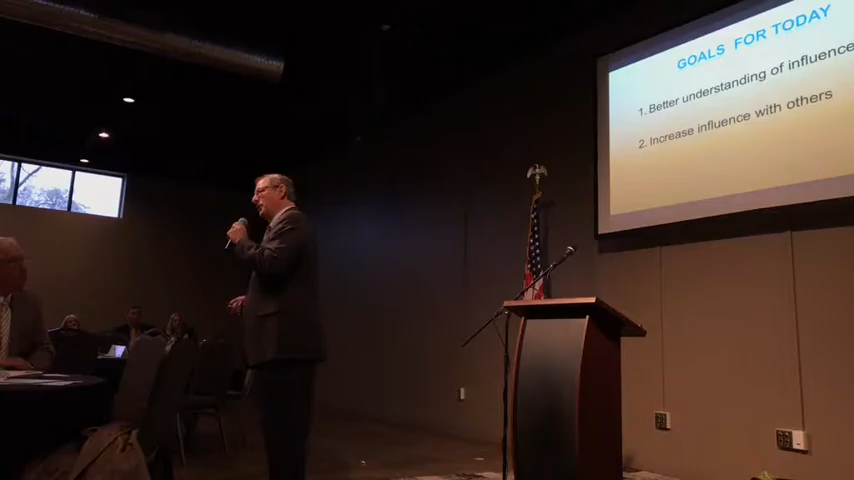 GOALS FOR TODAY
1. Better understanding of influence
2. Increase influence with others